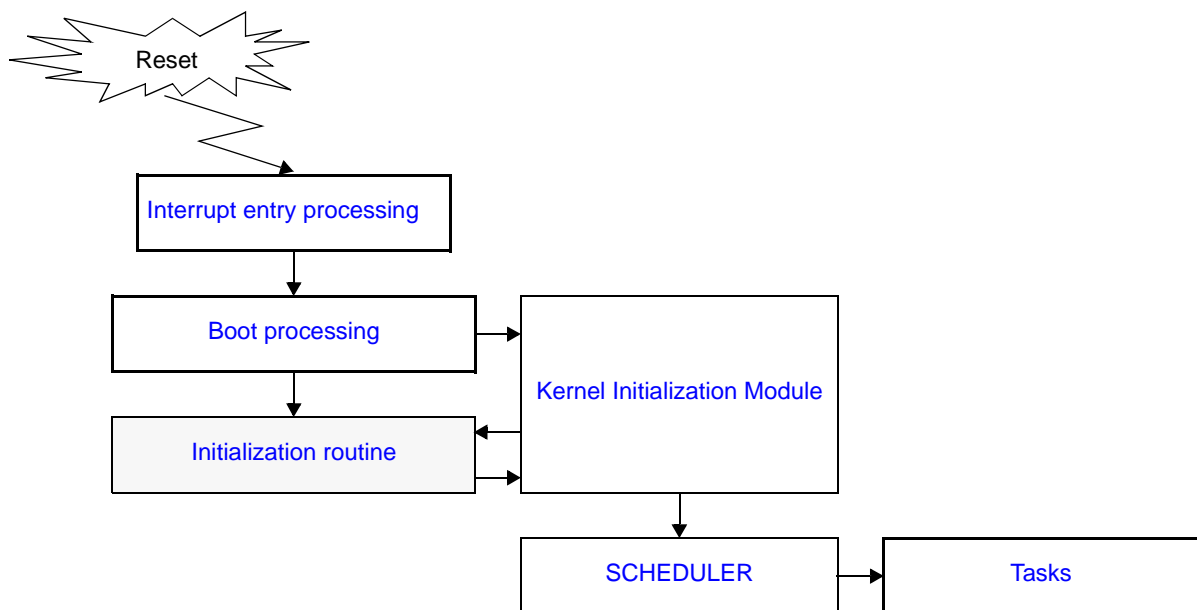 Reset
Interrupt entry processing
Boot processing
Kernel Initialization Module
Initialization routine
SCHEDULER
Tasks